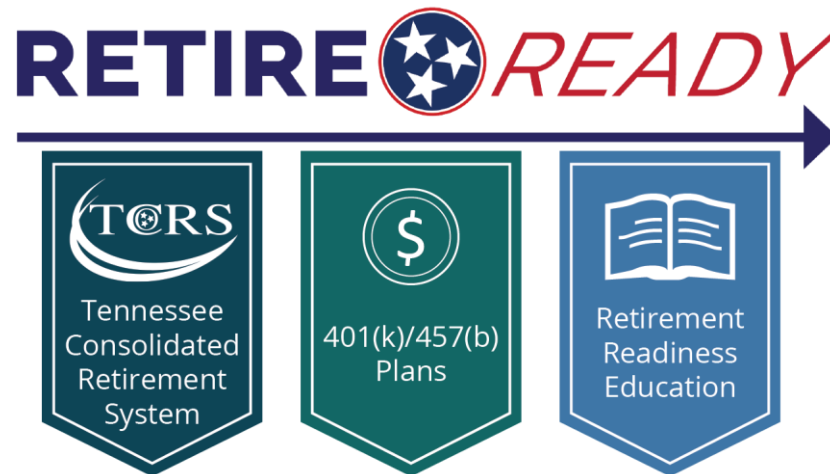 RETIRE READY
TCRS
Tennessee
Consolidated
Retirement
System
$
401(k)/457(b)
Plans
Retirement
Readiness
Education